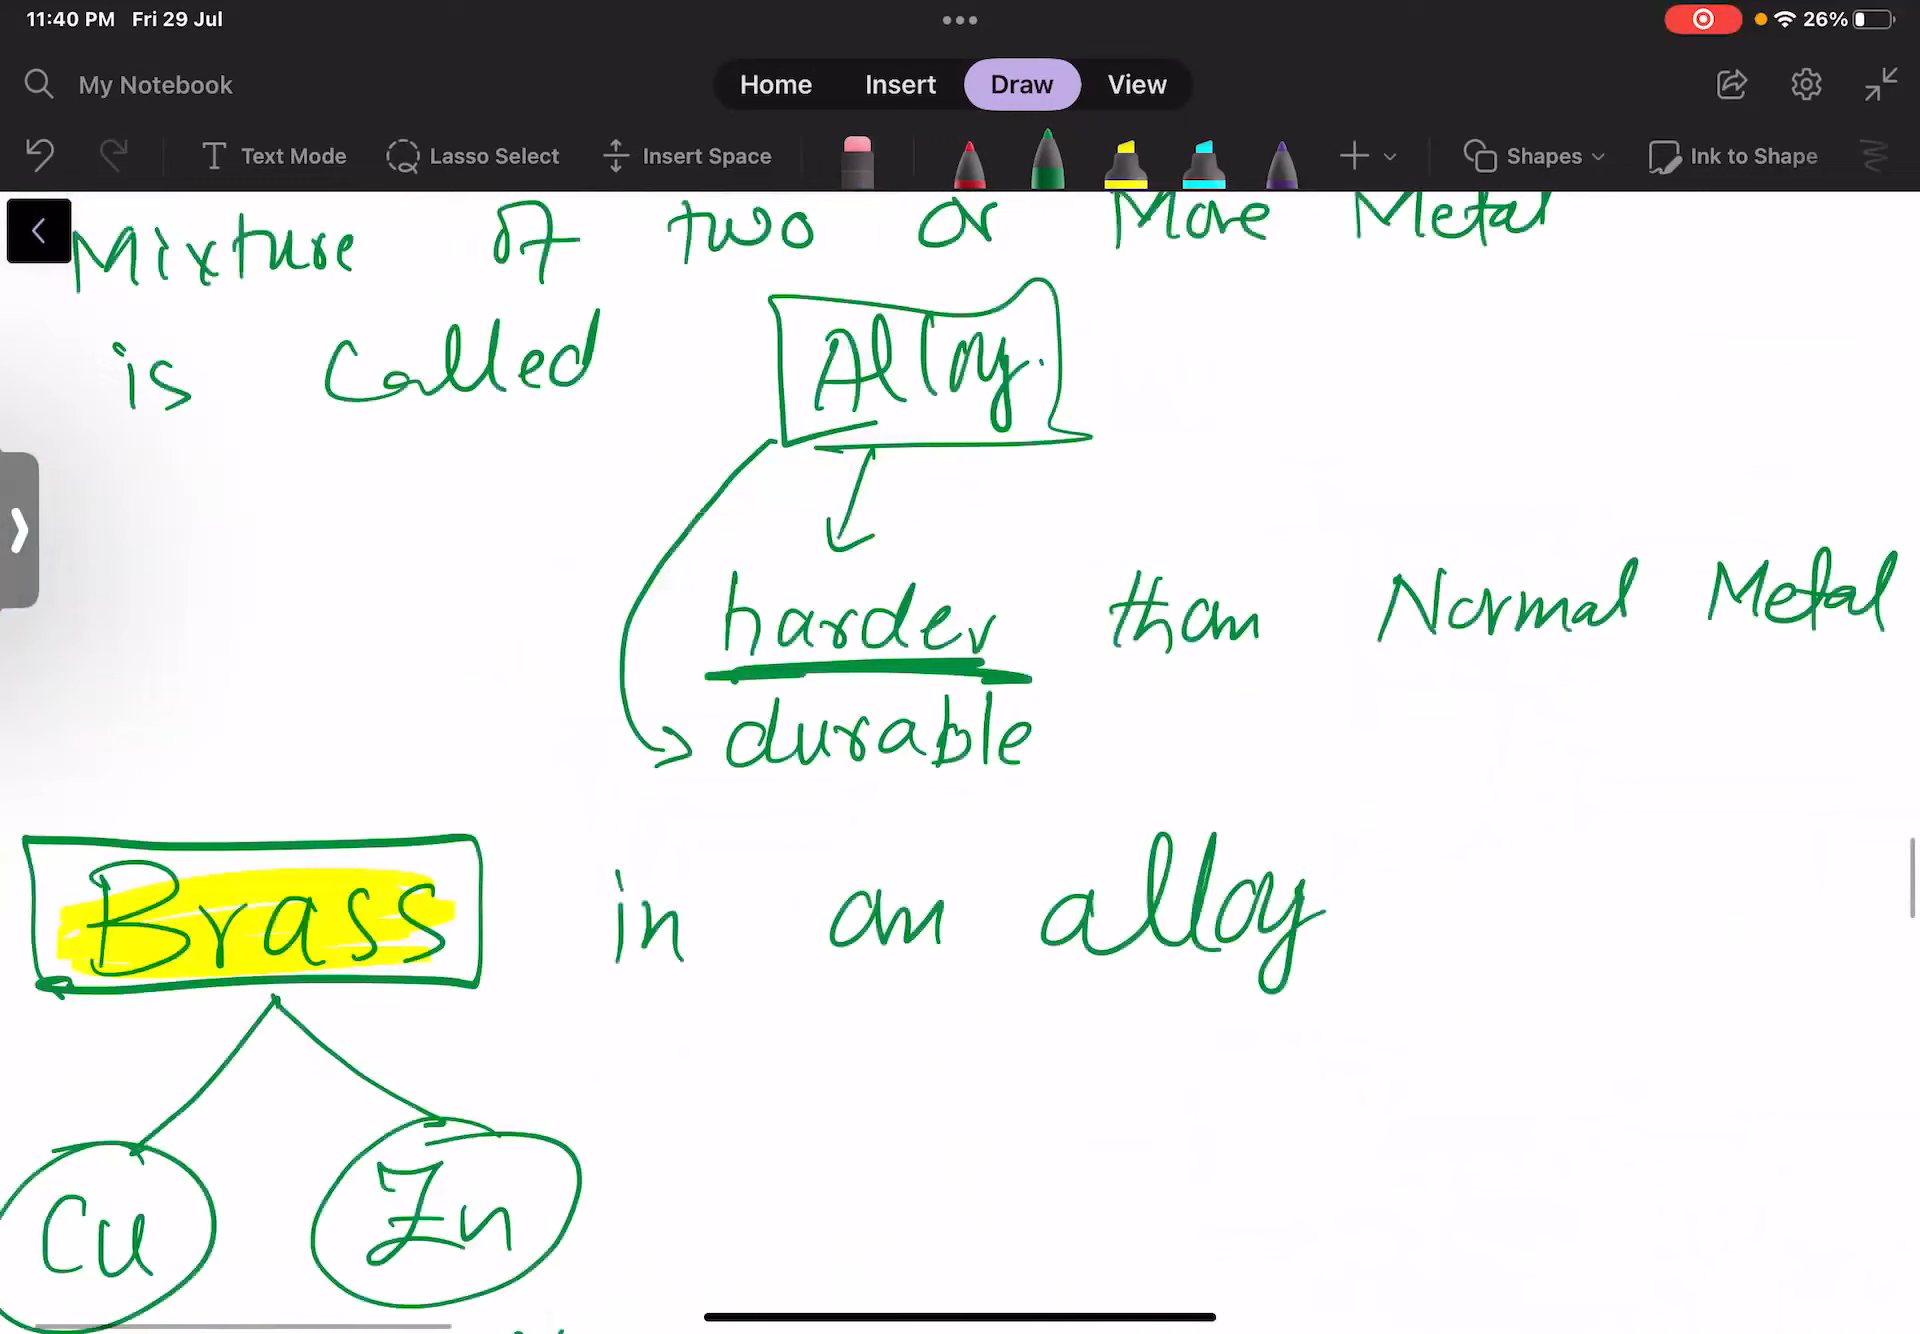 11:40 PM Fri 29 Jul 26%
My Notebook Home Insert Draw View
Text Mode Lasso Select Insert Space Shapes Ink to Shape
Mixture of two or More Metal
is Called Alloy.
harder than Normal Metal
durable
Brass in an alloy
Cu Zn